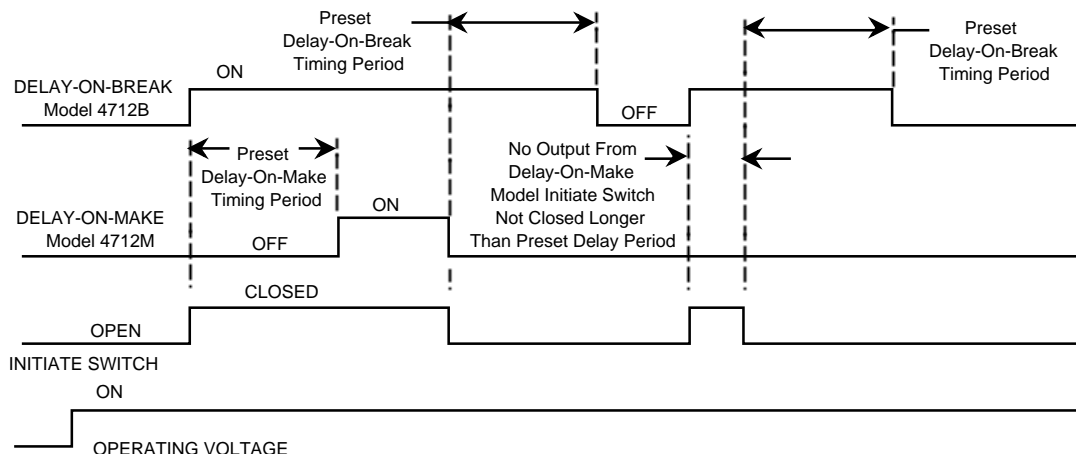 Preset
Delay-On-Break
Timing Period
Preset
Delay-On-Break
Timing Period
ON
DELAY-ON-BREAK
Model 4712B
OFF
Preset
Delay-On-Make
Timing Period
No Output From
Delay-On-Make
Model Initiate Switch
Not Closed Longer
Than Preset Delay Period
ON
DELAY-ON-MAKE
Model 4712M
OFF
CLOSED
OPEN
INITIATE SWITCH
ON
OPERATING VOLTAGE